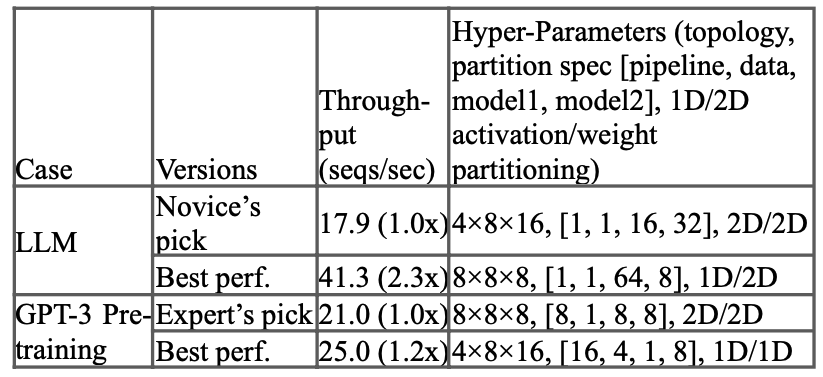 Case
Versions
Through-
put
(seqs/sec)
Hyper-Parameters (topology,
partition spec [pipeline, data,
model1, model2], 1D/2D
activation/weight
partitioning)
LLM
Novice’s
pick
17.9 (1.0x)
4×8×16, [1, 1, 16, 32], 2D/2D
Best perf.
41.3 (2.3x)
8×8×8, [1, 1, 64, 8], 1D/2D
GPT-3 Pre-
training
Expert’s pick
21.0 (1.0x)
8×8×8, [8, 1, 8, 8], 2D/2D
Best perf.
25.0 (1.2x)
4×8×16, [16, 4, 1, 8], 1D/1D